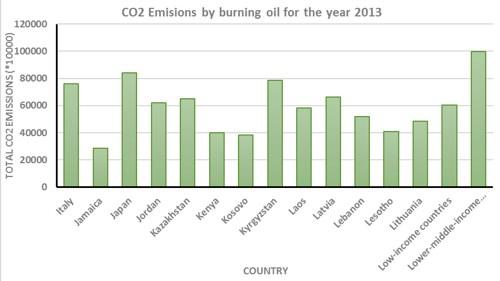 CO2 Emisions by burning oil for the year 2013
TOTAL CO2 EMISSIONS (*10000)
120000
100000
80000
60000
40000
20000
0
Italy
Jamaica
Japan
Jordan
Kazakhstan
Kenya
Kosovo
Kyrgyzstan
Laos
Latvia
Lebanon
Lesotho
Lithuania
Low-income countries
Lower-middle-income...
COUNTRY